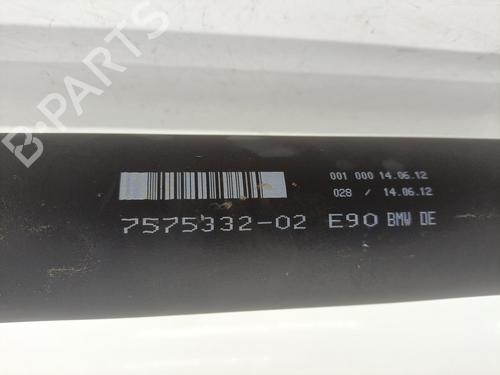 B-PARTS
001 000 14.06.12
028 / 14.06.12
7575332-02 E90 BMW DE